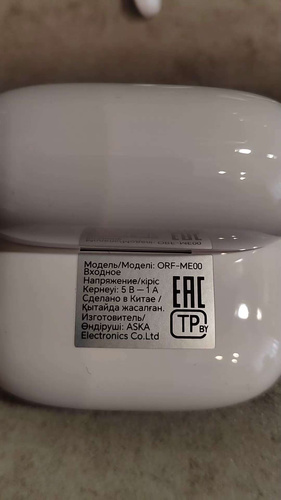 Модель/Моделі: ORF-ME00
Входное
Напряжение/кіріс
Кернеуі: 5 В — 1 А
Сделано в Китае /
Қытайда жасалған.
Изготовитель/
Өндіруші: ASKA
Electronics Co.Ltd
EAC
TP BY